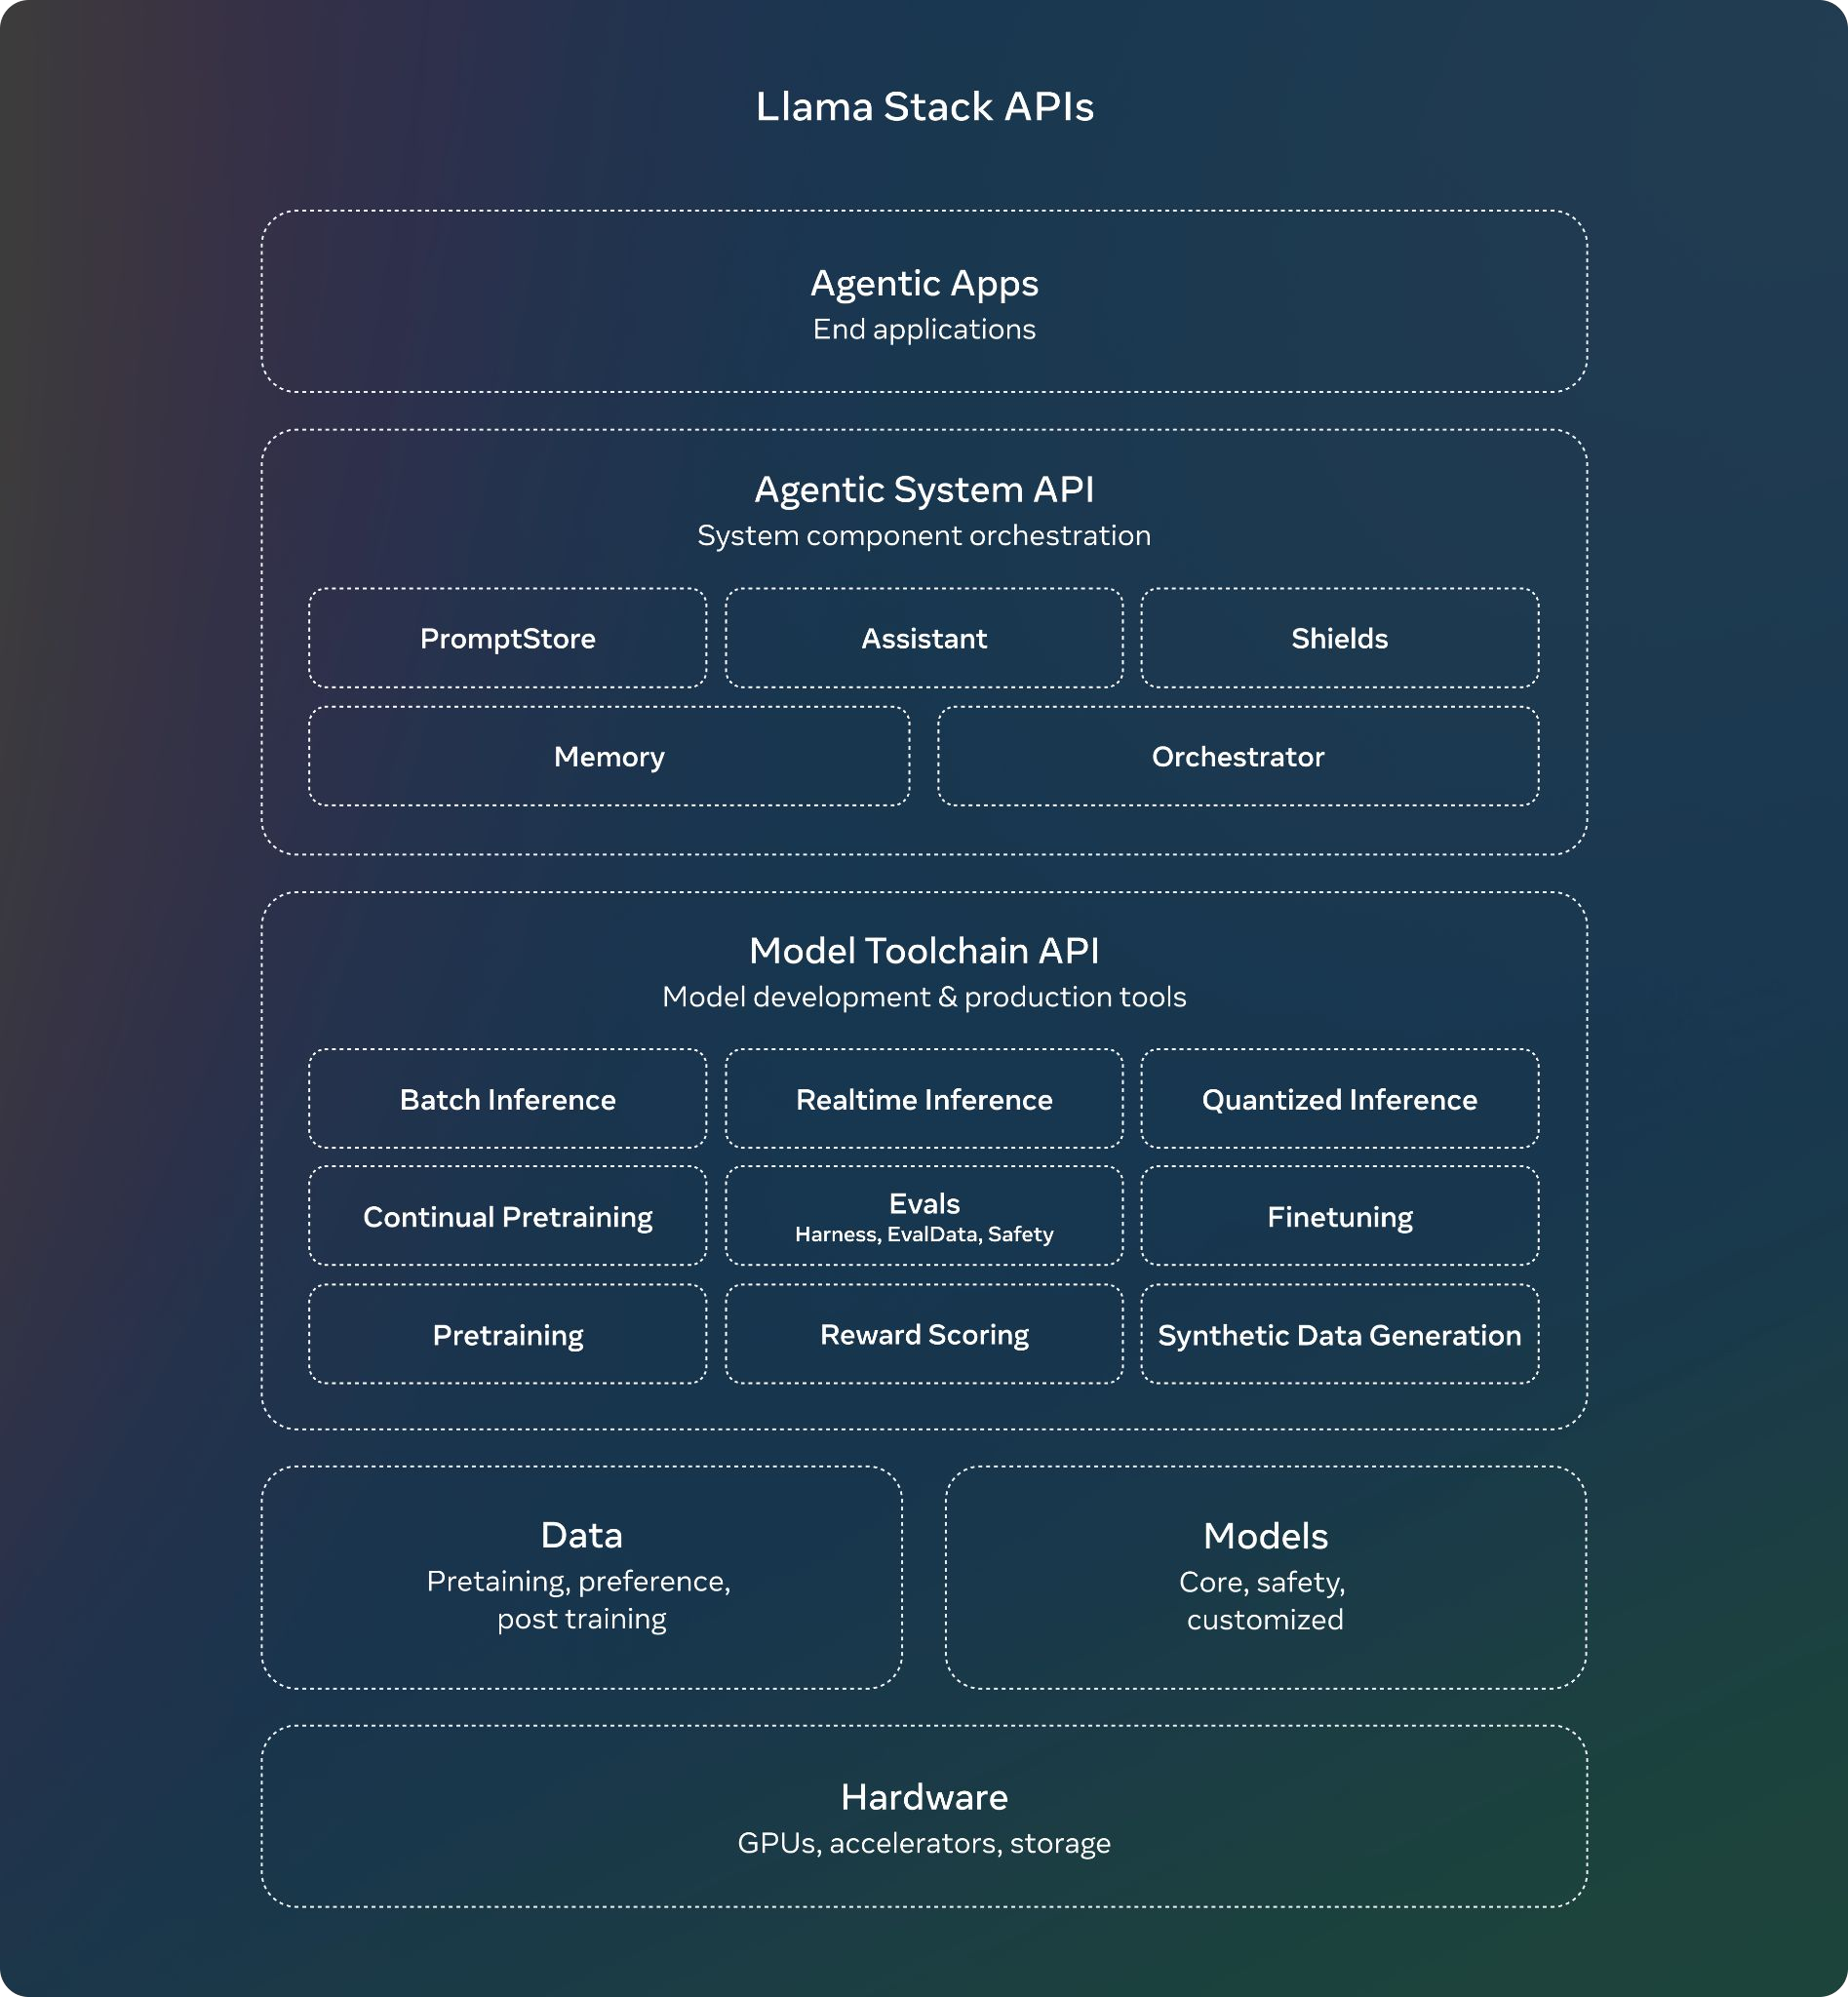 Llama Stack APIs
Agentic Apps
End applications
Agentic System API
System component orchestration
PromptStore
Assistant
Shields
Memory
Orchestrator
Model Toolchain API
Model development & production tools
Batch Inference
Realtime Inference
Quantized Inference
Continual Pretraining
Evals
Harness, EvalData, Safety
Finetuning
Pretraining
Reward Scoring
Synthetic Data Generation
Data
Pretaining, preference,
post training
Models
Core, safety,
customized
Hardware
GPUs, accelerators, storage